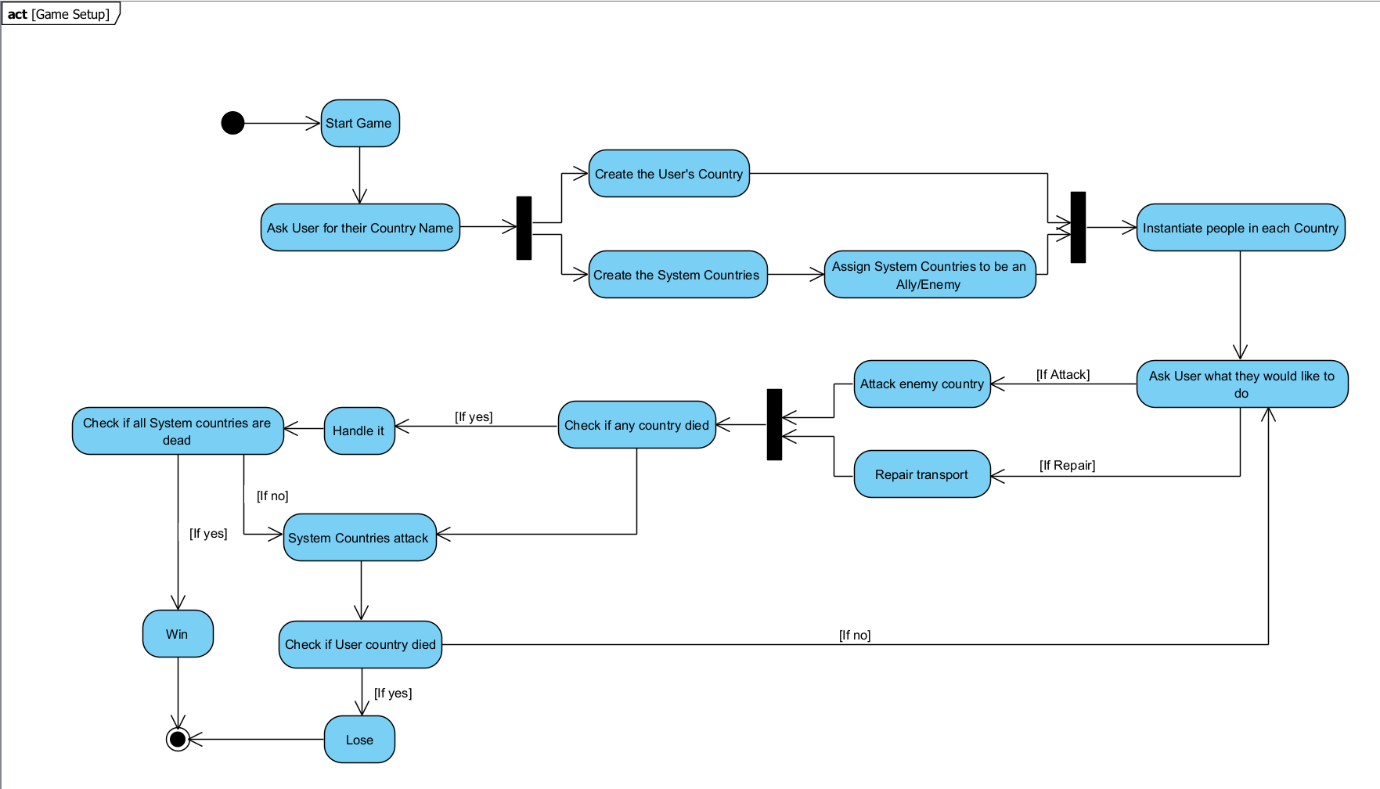 act [Game Setup]
Start Game
Ask User for their Country Name
Create the User's Country
Create the System Countries
Assign System Countries to be an
Ally/Enemy
Instantiate people in each Country
Ask User what they would like to
do
[If Attack]
Attack enemy country
[If Repair]
Repair transport
Check if any country died
[If yes]
Handle it
Check if all System countries are
dead
[If no]
[If yes]
System Countries attack
Win
Check if User country died
[If no]
[If yes]
Lose